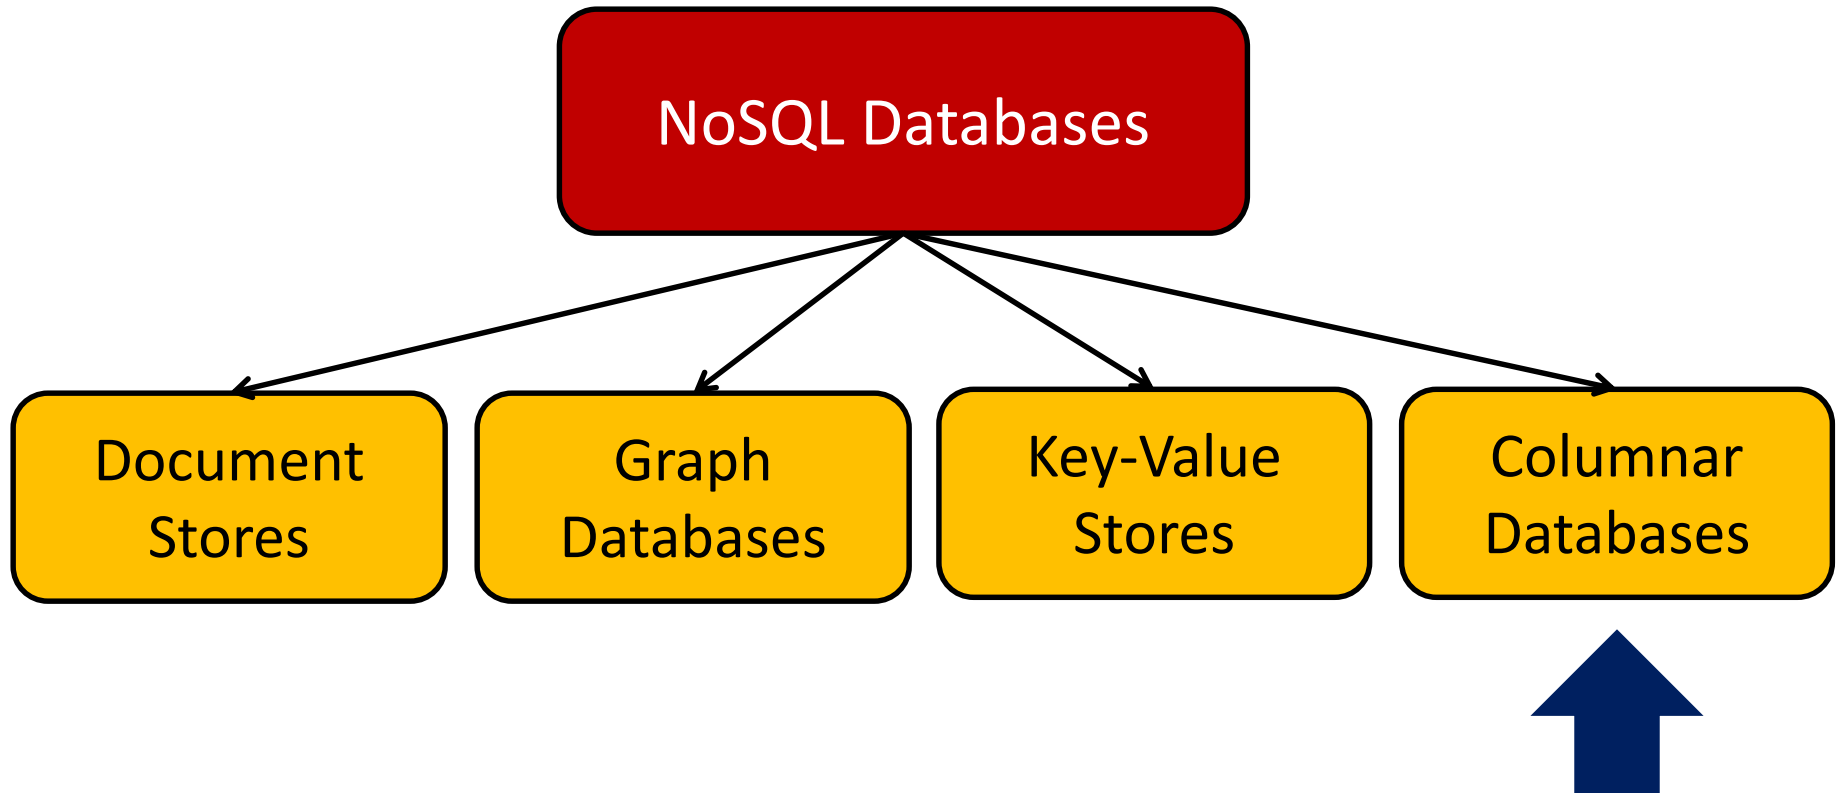 NoSQL Databases
Document
Stores
Graph
Databases
Key-Value
Stores
Columnar
Databases